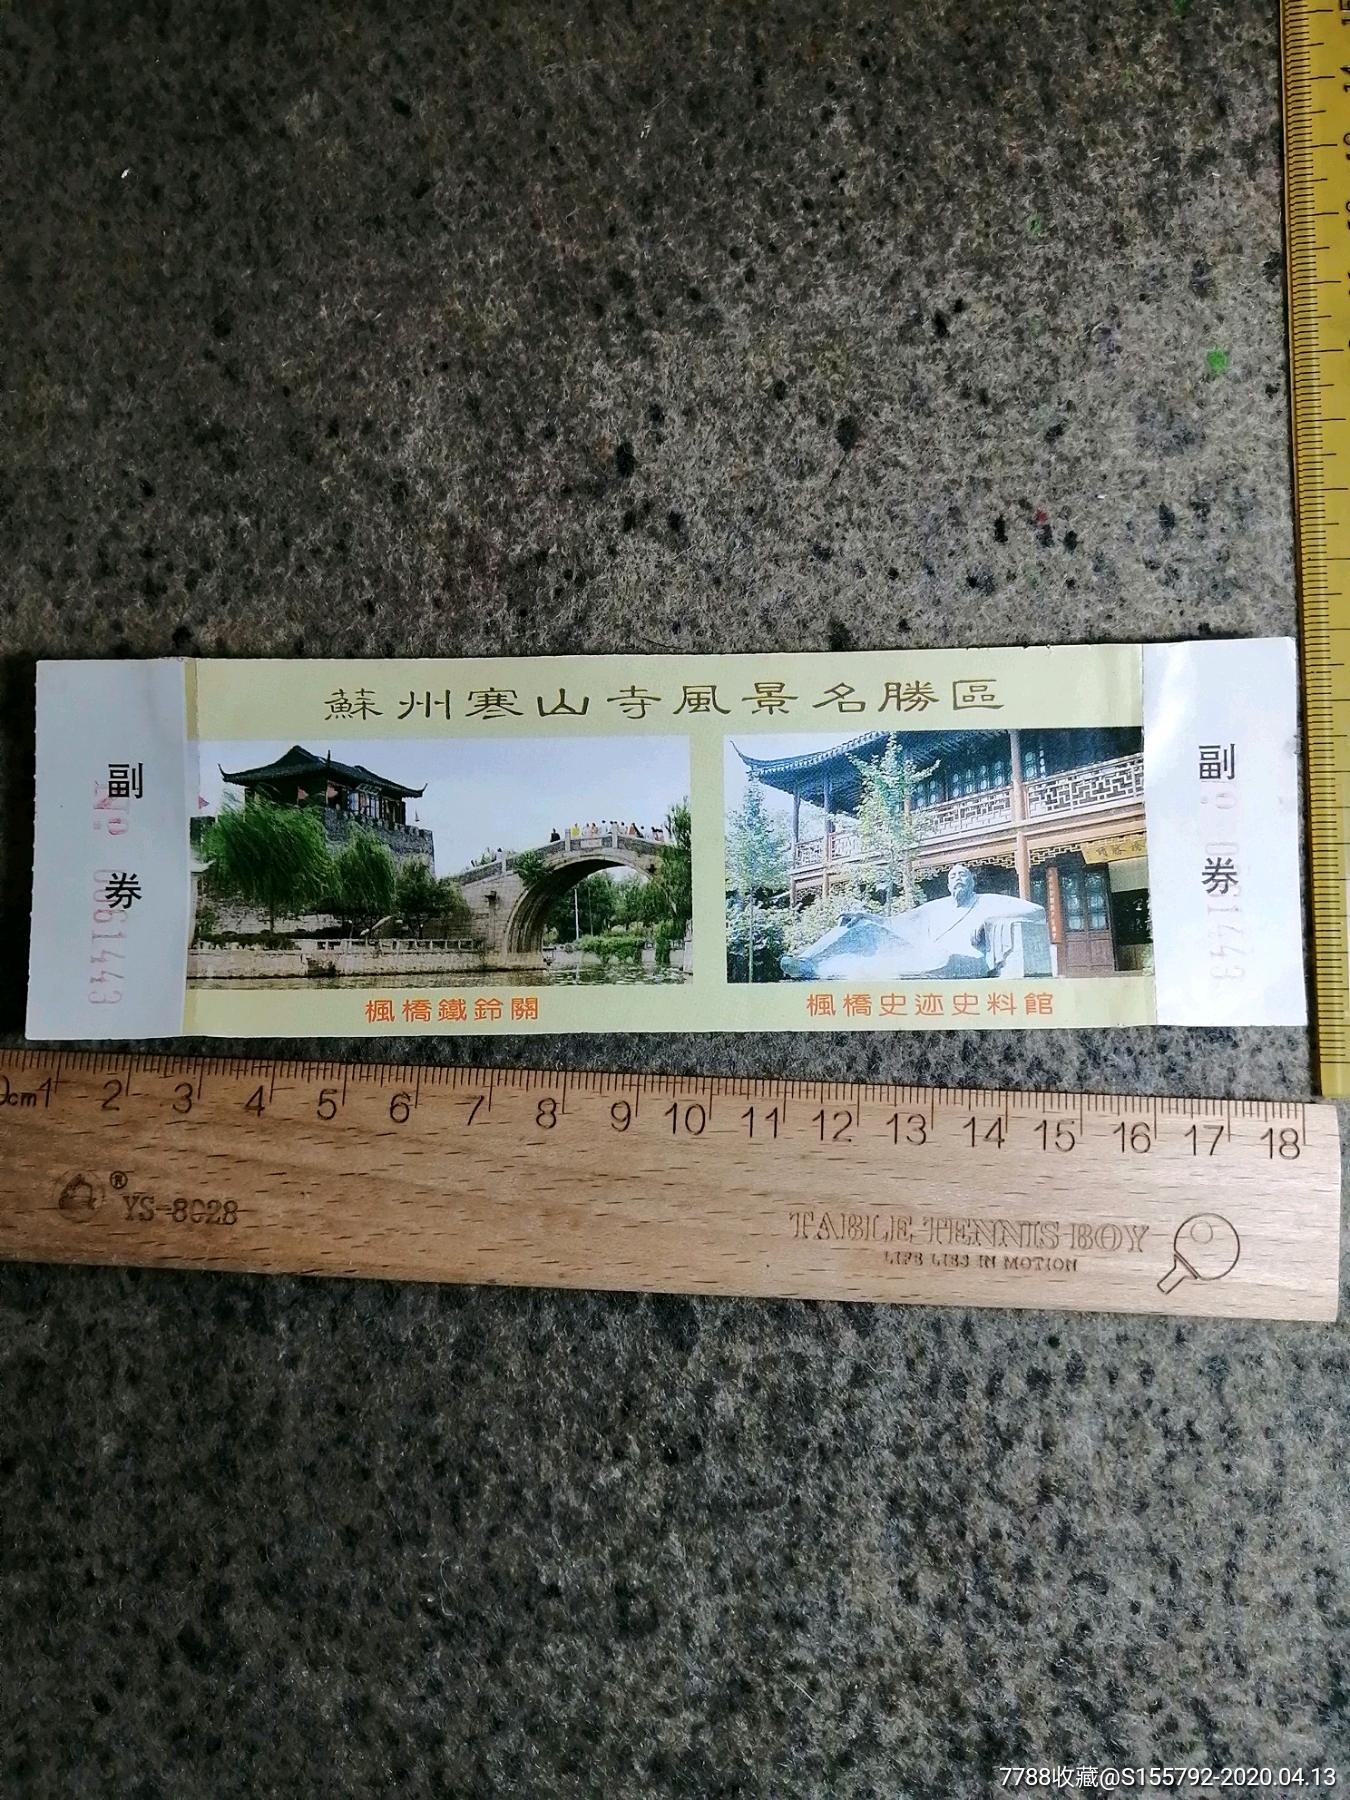 蘇州寒山寺風景名勝區
副券
No 0061443
楓橋鐵鈴關
楓橋史迹史料館
副券
0cm 1 2 3 4 5 6 7 8 9 10 11 12 13 14 15 16 17 18
® YS-8028
TABLE TENNIS BOY
LIFE LIES IN MOTION
7788收藏@S155792-2020.04.13